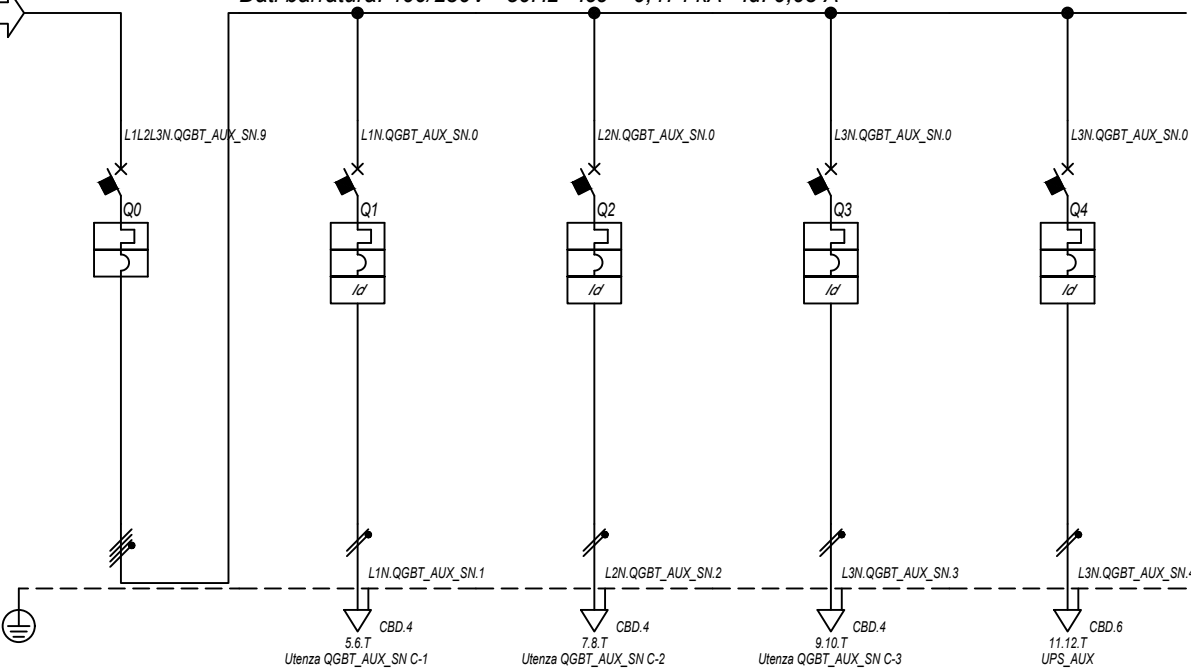 L1L2L3N.QGBT_AUX_SN.9 L1N.QGBT_AUX_SN.0 L2N.QGBT_AUX_SN.0 L3N.QGBT_AUX_SN.0 L3N.QGBT_AUX_SN.0
Q0 Q1 Q2 Q3 Q4
Id Id Id Id
L1N.QGBT_AUX_SN.1 L2N.QGBT_AUX_SN.2 L3N.QGBT_AUX_SN.3 L3N.QGBT_AUX_SN.4
CBD.4 CBD.4 CBD.4 CBD.6
5.6.T 7.8.T 9.10.T 11.12.T
Utenza QGBT_AUX_SN C-1 Utenza QGBT_AUX_SN C-2 Utenza QGBT_AUX_SN C-3 UPS_AUX